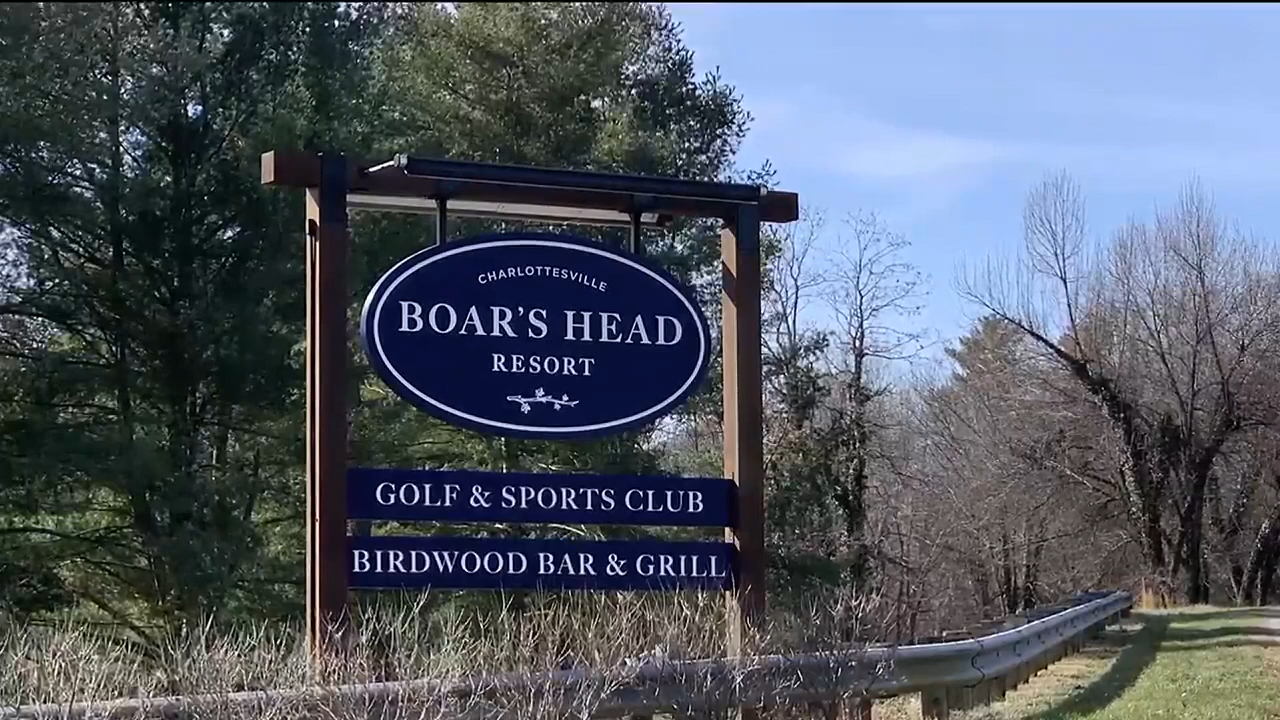 CHARLOTTESVILLE
BOAR'S HEAD
RESORT
GOLF & SPORTS CLUB
BIRDWOOD BAR & GRILL